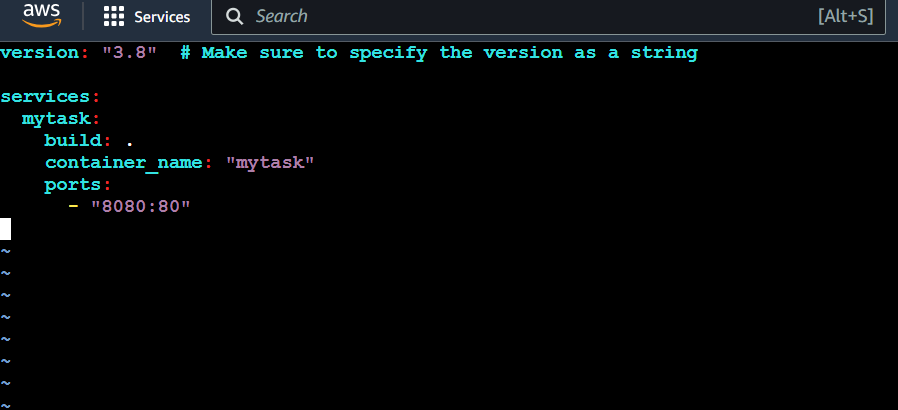 aws Services Search [Alt+S]
version: "3.8"  # Make sure to specify the version as a string
services:
  mytask:
    build: .
    container_name: "mytask"
    ports:
      - "8080:80"
~
~
~
~
~
~
~
~